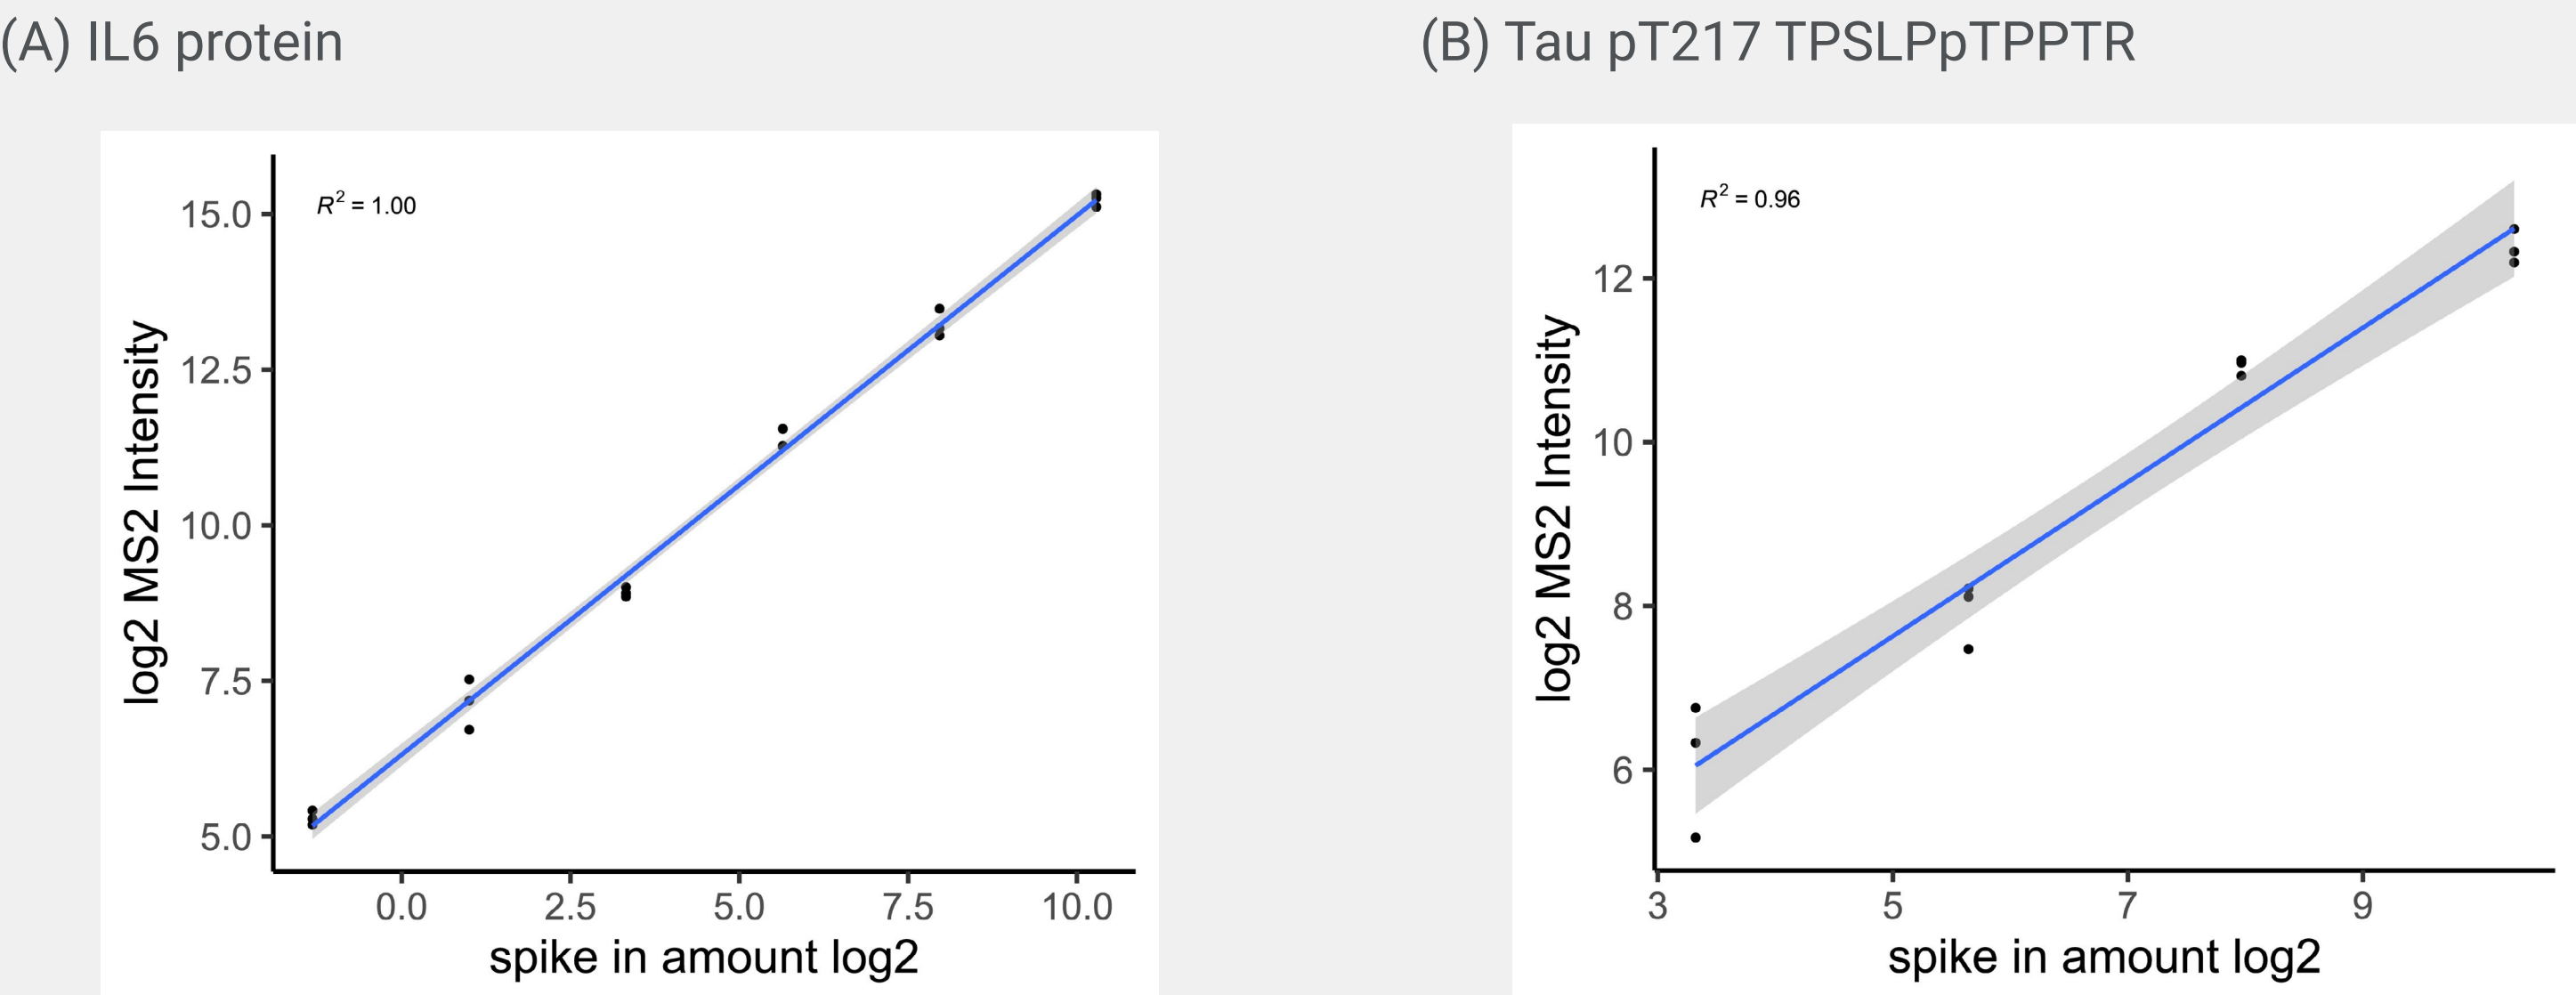 (A) IL6 protein
R² = 1.00
15.0
12.5
10.0
7.5
5.0
log2 MS2 Intensity
0.0 2.5 5.0 7.5 10.0
spike in amount log2
(B) Tau pT217 TPSLPpTPPTR
R² = 0.96
12
10
8
6
log2 MS2 Intensity
3 5 7 9
spike in amount log2